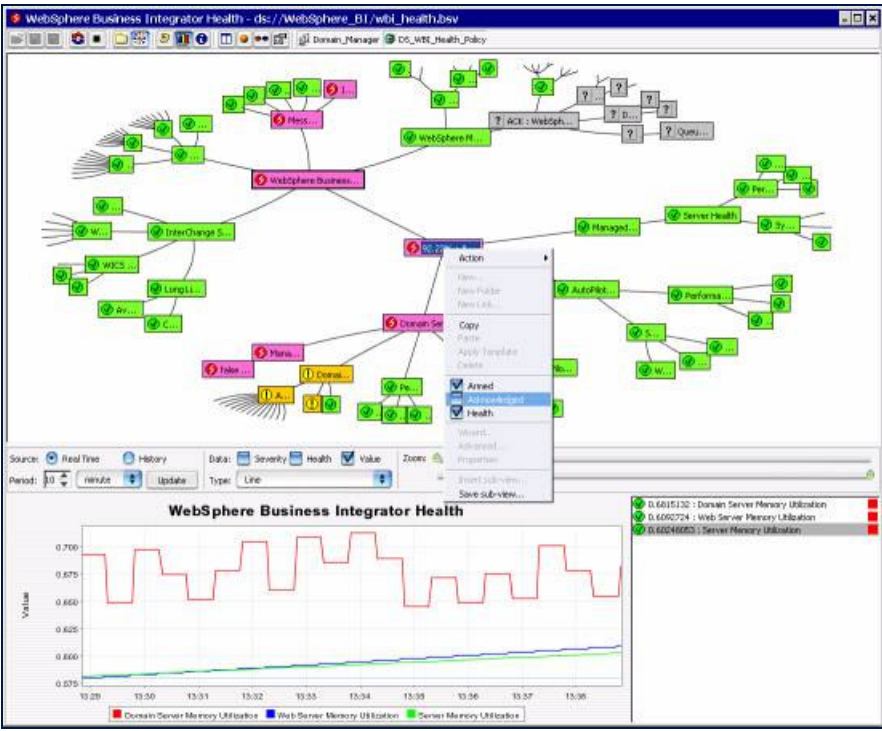 WebSphere Business Integrator Health - ds://WebSphere_BI/wbi_health.bsv
Domain_Manager DS_WBI_Health_Policy
I...
Mess...
WebSphere M...
ACE : WebSph...
D...
Queu...
WebSphere Business...
Per...
Server Health
Managed...
Sy...
W...
InterChange S...
WICS ...
Long Li...
Av...
C...
AutoPilot...
Performa...
S...
W...
Domain Ser
Mana...
false ...
Domai...
A...
Pe...
Action
New...
New Folder
New Link...
Copy
Paste
Apply Template
Delete
Armed
Acknowledged
Health
Wizard...
Advanced...
Properties
Insert sub-view...
Save sub-view...
Source: Real Time History Data: Severity Health Value Zoom:
Period: 10 minute Update Type: Line
WebSphere Business Integrator Health
0.6815132 : Domain Server Memory Utilization
0.6092724 : Web Server Memory Utilization
0.60246053 : Server Memory Utilization
Value
0.700
0.675
0.650
0.625
0.600
0.575
13:29 13:30 13:31 13:32 13:33 13:34 13:35 13:36 13:37 13:38
Domain Server Memory Utilization Web Server Memory Utilization Server Memory Utilization